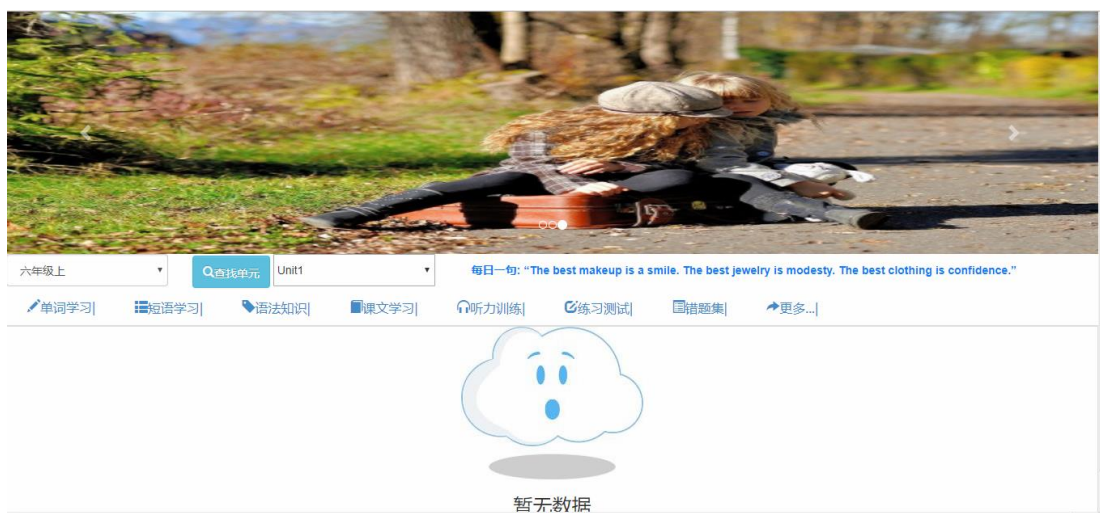 六年级上 查找单元 Unit1 每日一句: “The best makeup is a smile. The best jewelry is modesty. The best clothing is confidence.”
单词学习| 短语学习| 语法知识| 课文学习| 听力训练| 练习测试| 错题集| 更多...|
暂无数据